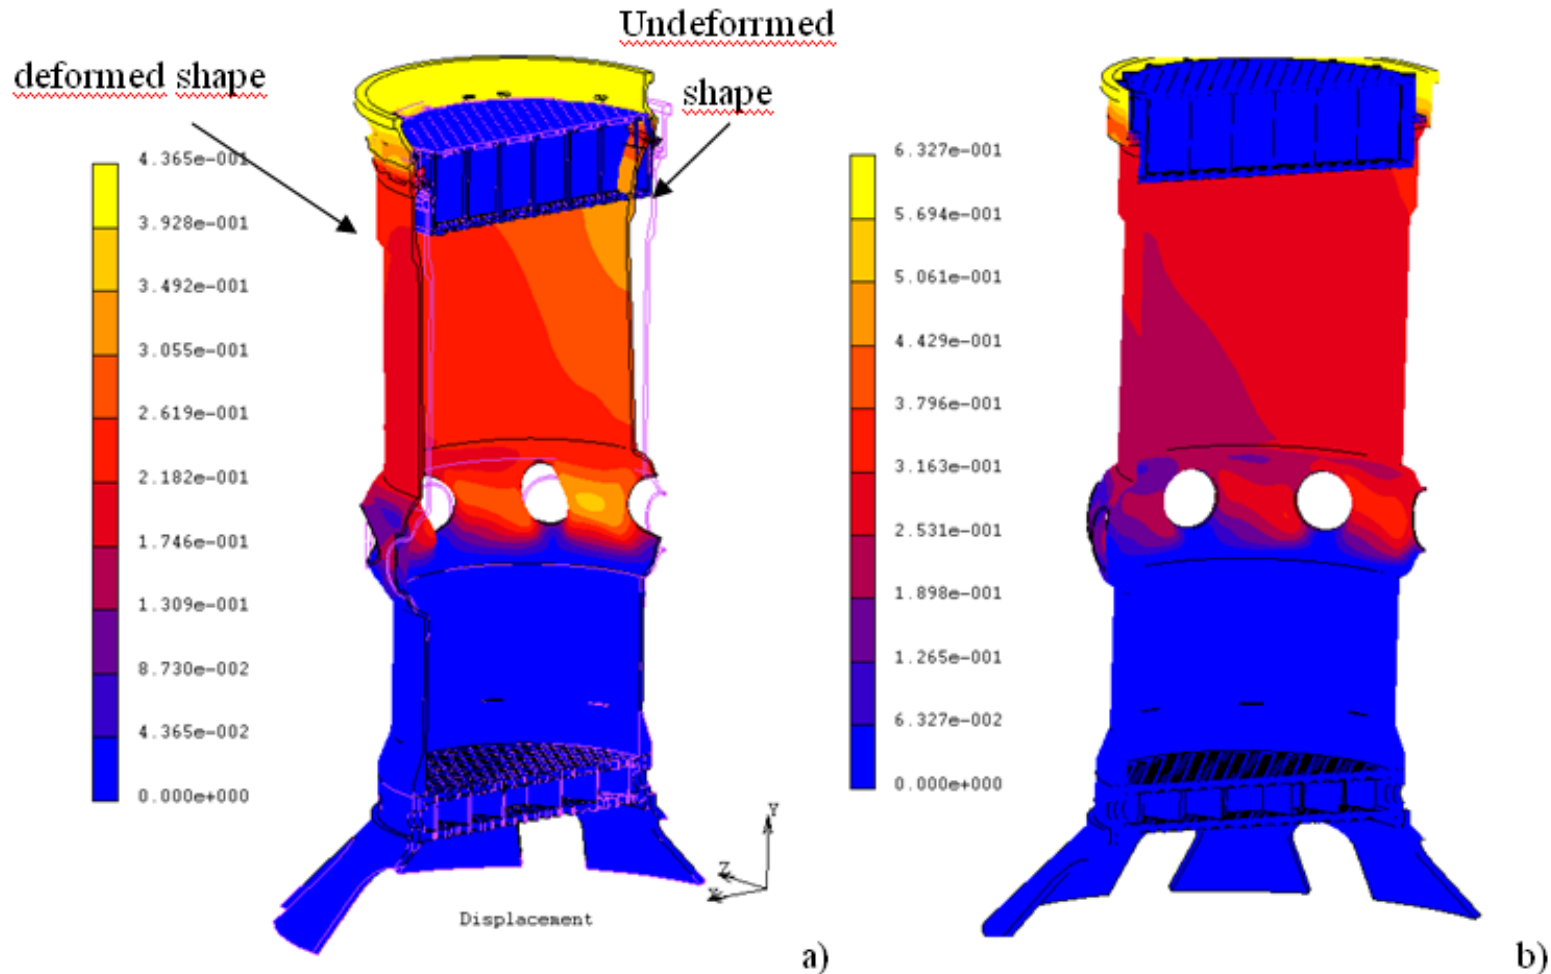 Undeforrmed
deformed shape
shape
4.365e-001
3.928e-001
3.492e-001
3.055e-001
2.619e-001
2.182e-001
1.746e-001
1.309e-001
8.730e-002
4.365e-002
0.000e+000
6.327e-001
5.694e-001
5.061e-001
4.429e-001
3.796e-001
3.163e-001
2.531e-001
1.898e-001
1.265e-001
6.327e-002
0.000e+000
Y
Z
X
Displacement
a)
b)